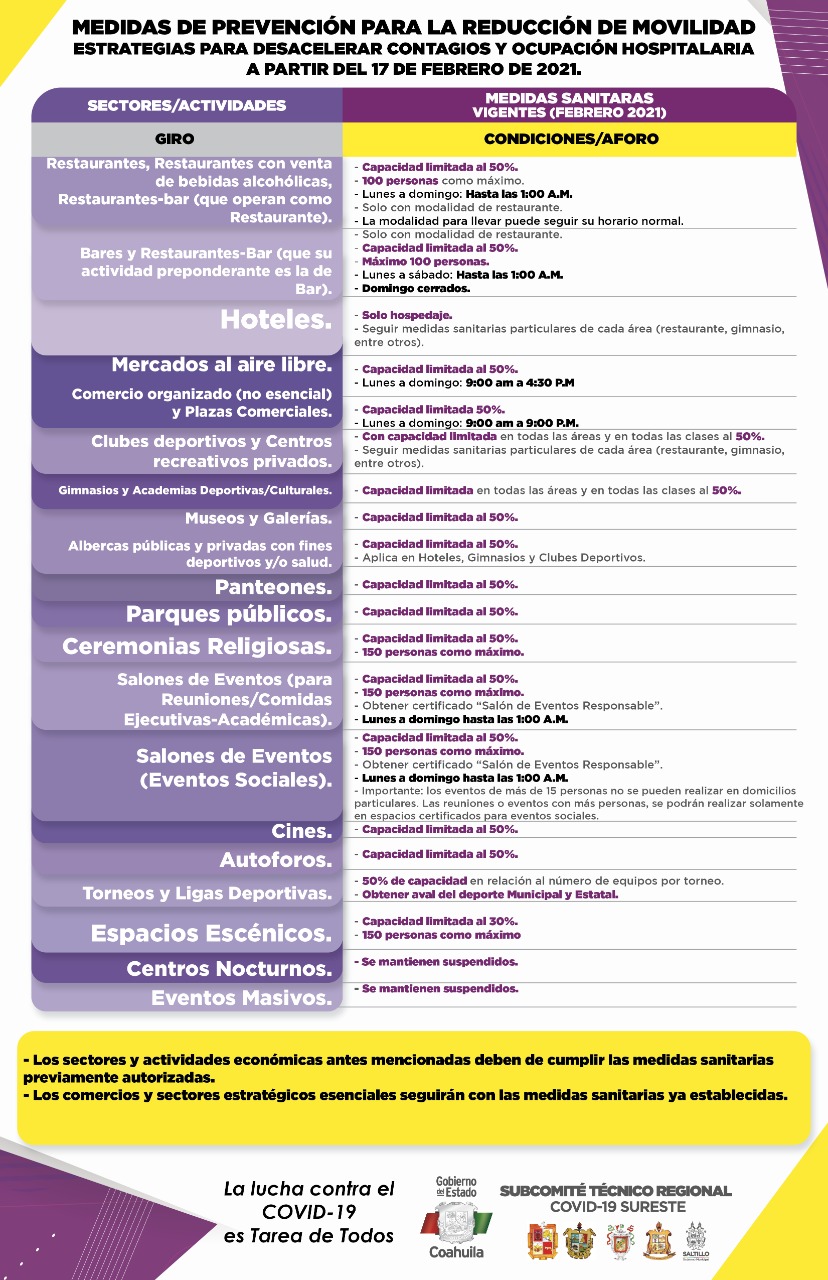 MEDIDAS DE PREVENCIÓN PARA LA REDUCCIÓN DE MOVILIDAD
ESTRATEGIAS PARA DESACELERAR CONTAGIOS Y OCUPACIÓN HOSPITALARIA
A PARTIR DEL 17 DE FEBRERO DE 2021.
SECTORES/ACTIVIDADES
MEDIDAS SANITARAS
VIGENTES (FEBRERO 2021)
GIRO
CONDICIONES/AFORO
Restaurantes, Restaurantes con venta
de bebidas alcohólicas,
Restaurantes-bar (que operan como
Restaurante).
- Capacidad limitada al 50%.
- 100 personas como máximo.
- Lunes a domingo: Hasta las 1:00 A.M.
- Solo con modalidad de restaurante.
- La modalidad para llevar puede seguir su horario normal.
Bares y Restaurantes-Bar (que su
actividad preponderante es la de
Bar).
- Solo con modalidad de restaurante.
- Capacidad limitada al 50%.
- Máximo 100 personas.
- Lunes a sábado: Hasta las 1:00 A.M.
- Domingo cerrados.
Hoteles.
- Solo hospedaje.
- Seguir medidas sanitarias particulares de cada área (restaurante, gimnasio,
entre otros).
Mercados al aire libre.
- Capacidad limitada al 50%.
- Lunes a domingo: 9:00 am a 4:30 P.M
Comercio organizado (no esencial)
y Plazas Comerciales.
- Capacidad limitada 50%.
- Lunes a domingo: 9:00 am a 9:00 P.M.
Clubes deportivos y Centros
recreativos privados.
- Con capacidad limitada en todas las áreas y en todas las clases al 50%.
- Seguir medidas sanitarias particulares de cada área (restaurante, gimnasio,
entre otros).
Gimnasios y Academias Deportivas/Culturales.
- Capacidad limitada en todas las áreas y en todas las clases al 50%.
Museos y Galerías.
- Capacidad limitada al 50%.
Albercas públicas y privadas con fines
deportivos y/o salud.
- Capacidad limitada al 50%.
- Aplica en Hoteles, Gimnasios y Clubes Deportivos.
Panteones.
- Capacidad limitada al 50%.
Parques públicos.
- Capacidad limitada al 50%.
Ceremonias Religiosas.
- Capacidad limitada al 50%.
- 150 personas como máximo.
Salones de Eventos (para
Reuniones/Comidas
Ejecutivas-Académicas).
- Capacidad limitada al 50%.
- 150 personas como máximo.
- Obtener certificado “Salón de Eventos Responsable”.
- Lunes a domingo hasta las 1:00 A.M.
Salones de Eventos
(Eventos Sociales).
- Capacidad limitada al 50%.
- 150 personas como máximo.
- Obtener certificado “Salón de Eventos Responsable”.
- Lunes a domingo hasta las 1:00 A.M.
- Importante: los eventos de más de 15 personas no se pueden realizar en domicilios
particulares. Las reuniones o eventos con más personas, se podrán realizar solamente
en espacios certificados para eventos sociales.
Cines.
- Capacidad limitada al 50%.
Autoforos.
- Capacidad limitada al 50%.
Torneos y Ligas Deportivas.
- 50% de capacidad en relación al número de equipos por torneo.
- Obtener aval del deporte Municipal y Estatal.
Espacios Escénicos.
- Capacidad limitada al 30%.
- 150 personas como máximo
Centros Nocturnos.
- Se mantienen suspendidos.
Eventos Masivos.
- Se mantienen suspendidos.
- Los sectores y actividades económicas antes mencionadas deben de cumplir las medidas sanitarias
previamente autorizadas.
- Los comercios y sectores estratégicos esenciales seguirán con las medidas sanitarias ya establecidas.
La lucha contra el
COVID-19
es Tarea de Todos
Gobierno
de Estado
Coahuila
SUBCOMITÉ TÉCNICO REGIONAL
COVID-19 SURESTE
SALTILLO